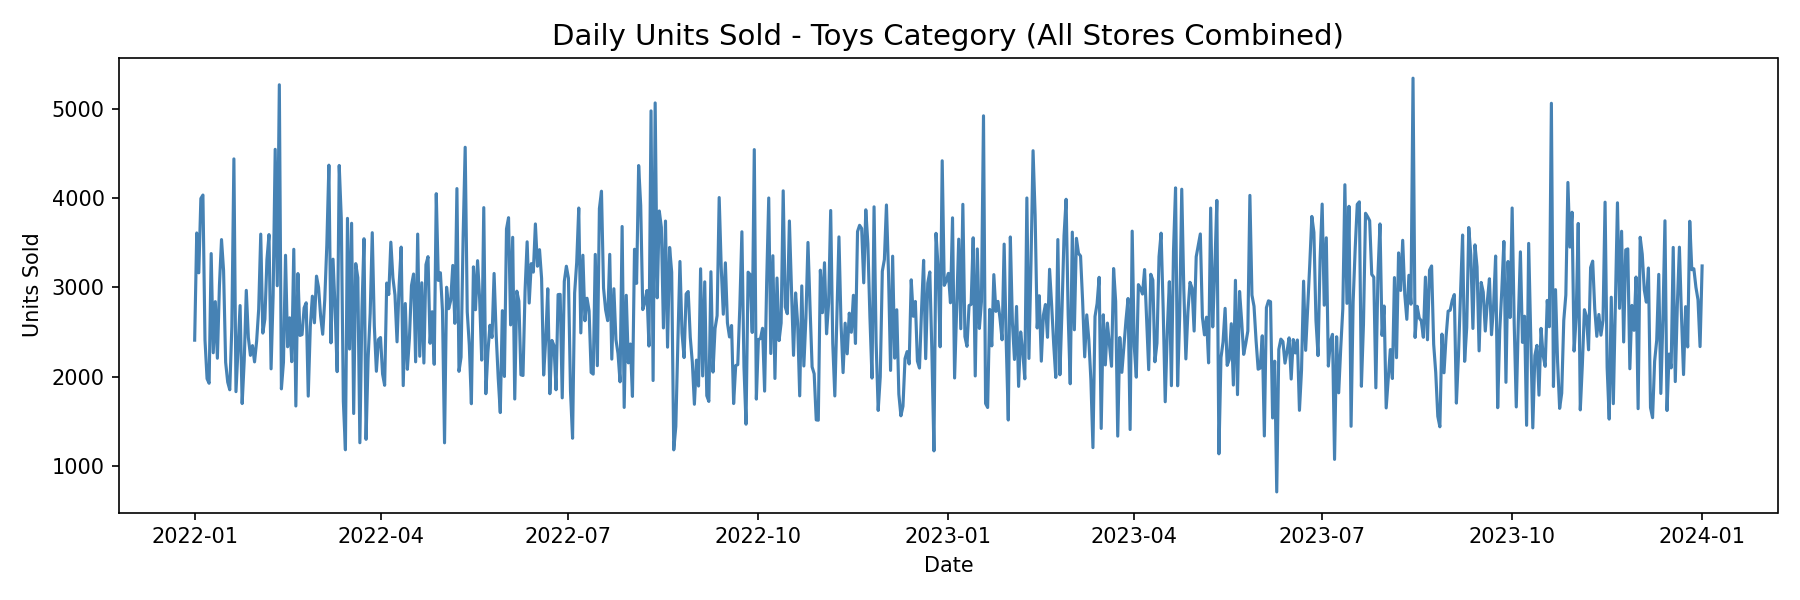 Daily Units Sold - Toys Category (All Stores Combined)
Units Sold
5000
4000
3000
2000
1000
2022-01 2022-04 2022-07 2022-10 2023-01 2023-04 2023-07 2023-10 2024-01
Date